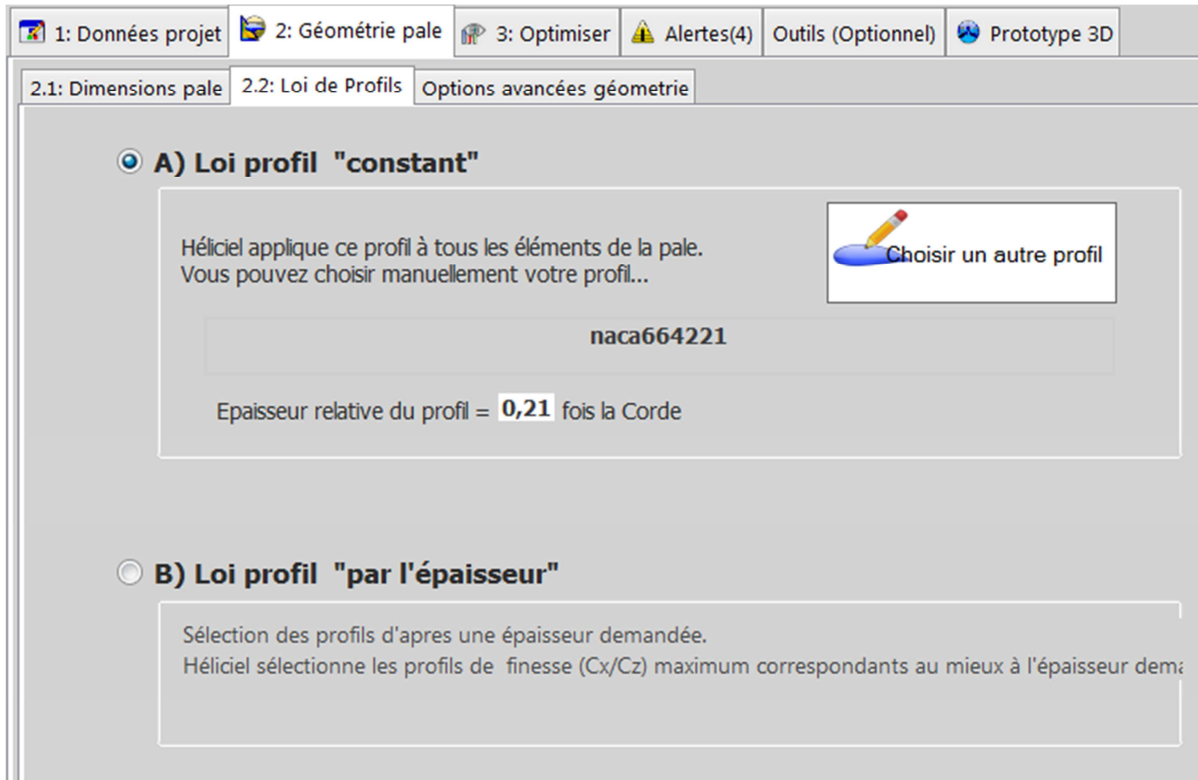 1: Données projet 2: Géométrie pale 3: Optimiser Alertes(4) Outils (Optionnel) Prototype 3D
2.1: Dimensions pale 2.2: Loi de Profils Options avancées géometrie
A) Loi profil "constant"
Héliciel applique ce profil à tous les éléments de la pale.
Vous pouvez choisir manuellement votre profil...
Choisir un autre profil
naca664221
Epaisseur relative du profil = 0,21 fois la Corde
B) Loi profil "par l'épaisseur"
Sélection des profils d'apres une épaisseur demandée.
Héliciel sélectionne les profils de finesse (Cx/Cz) maximum correspondants au mieux à l'épaisseur